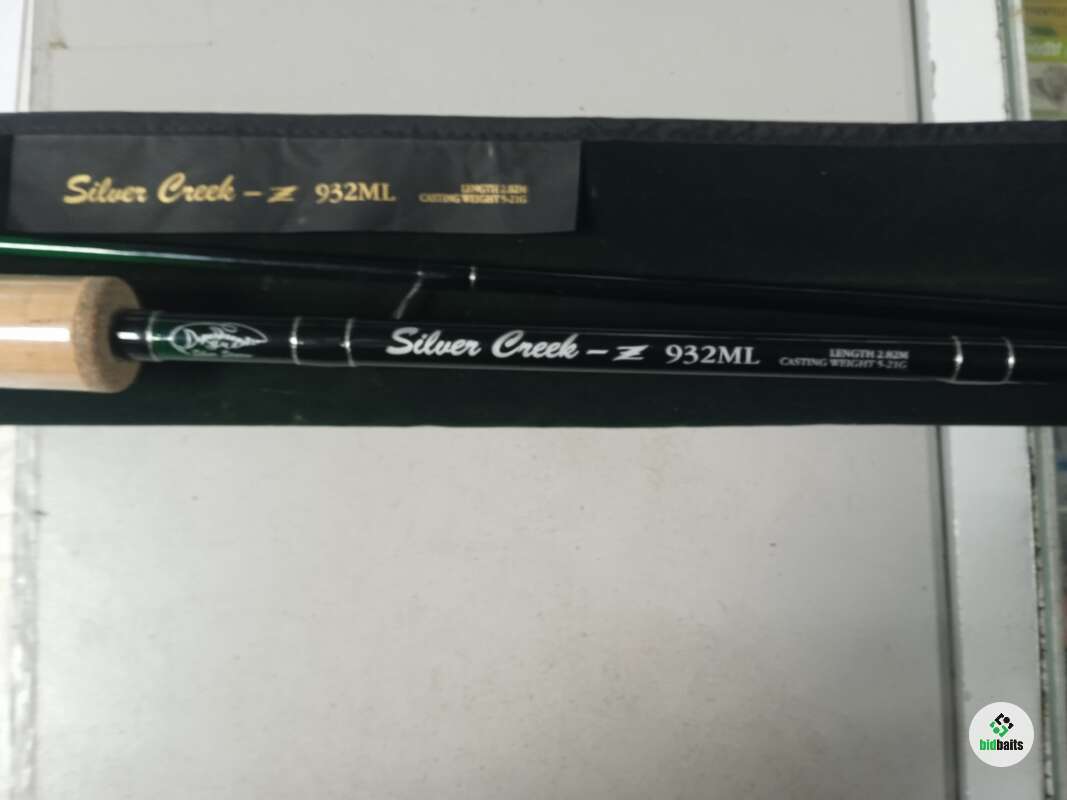 Silver Creek - Z 932ML
LENGTH 2.82M
CASTING WEIGHT 5-21G
Silver Creek - Z 932ML
LENGTH 2.82M
CASTING WEIGHT 5-21G
bidbaits